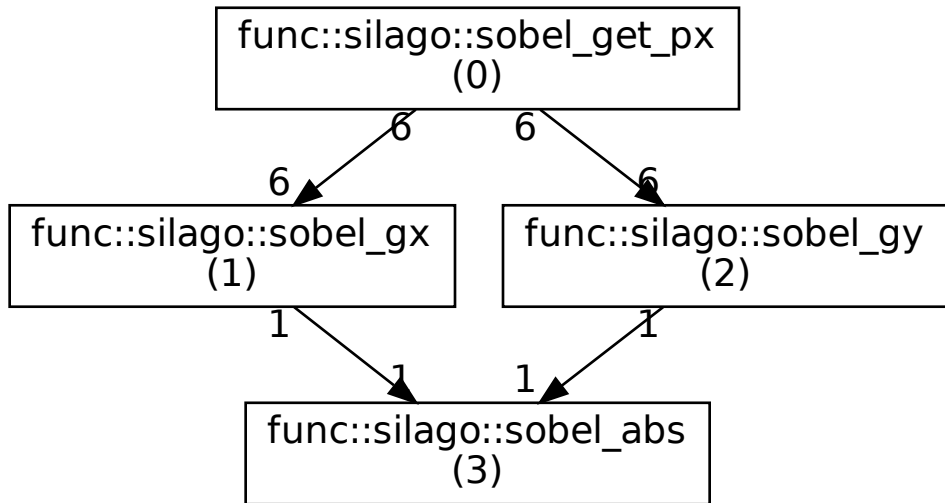 func::silago::sobel_get_px
(0)
6 6
6 6
func::silago::sobel_gx
(1)
func::silago::sobel_gy
(2)
1 1
1 1
func::silago::sobel_abs
(3)